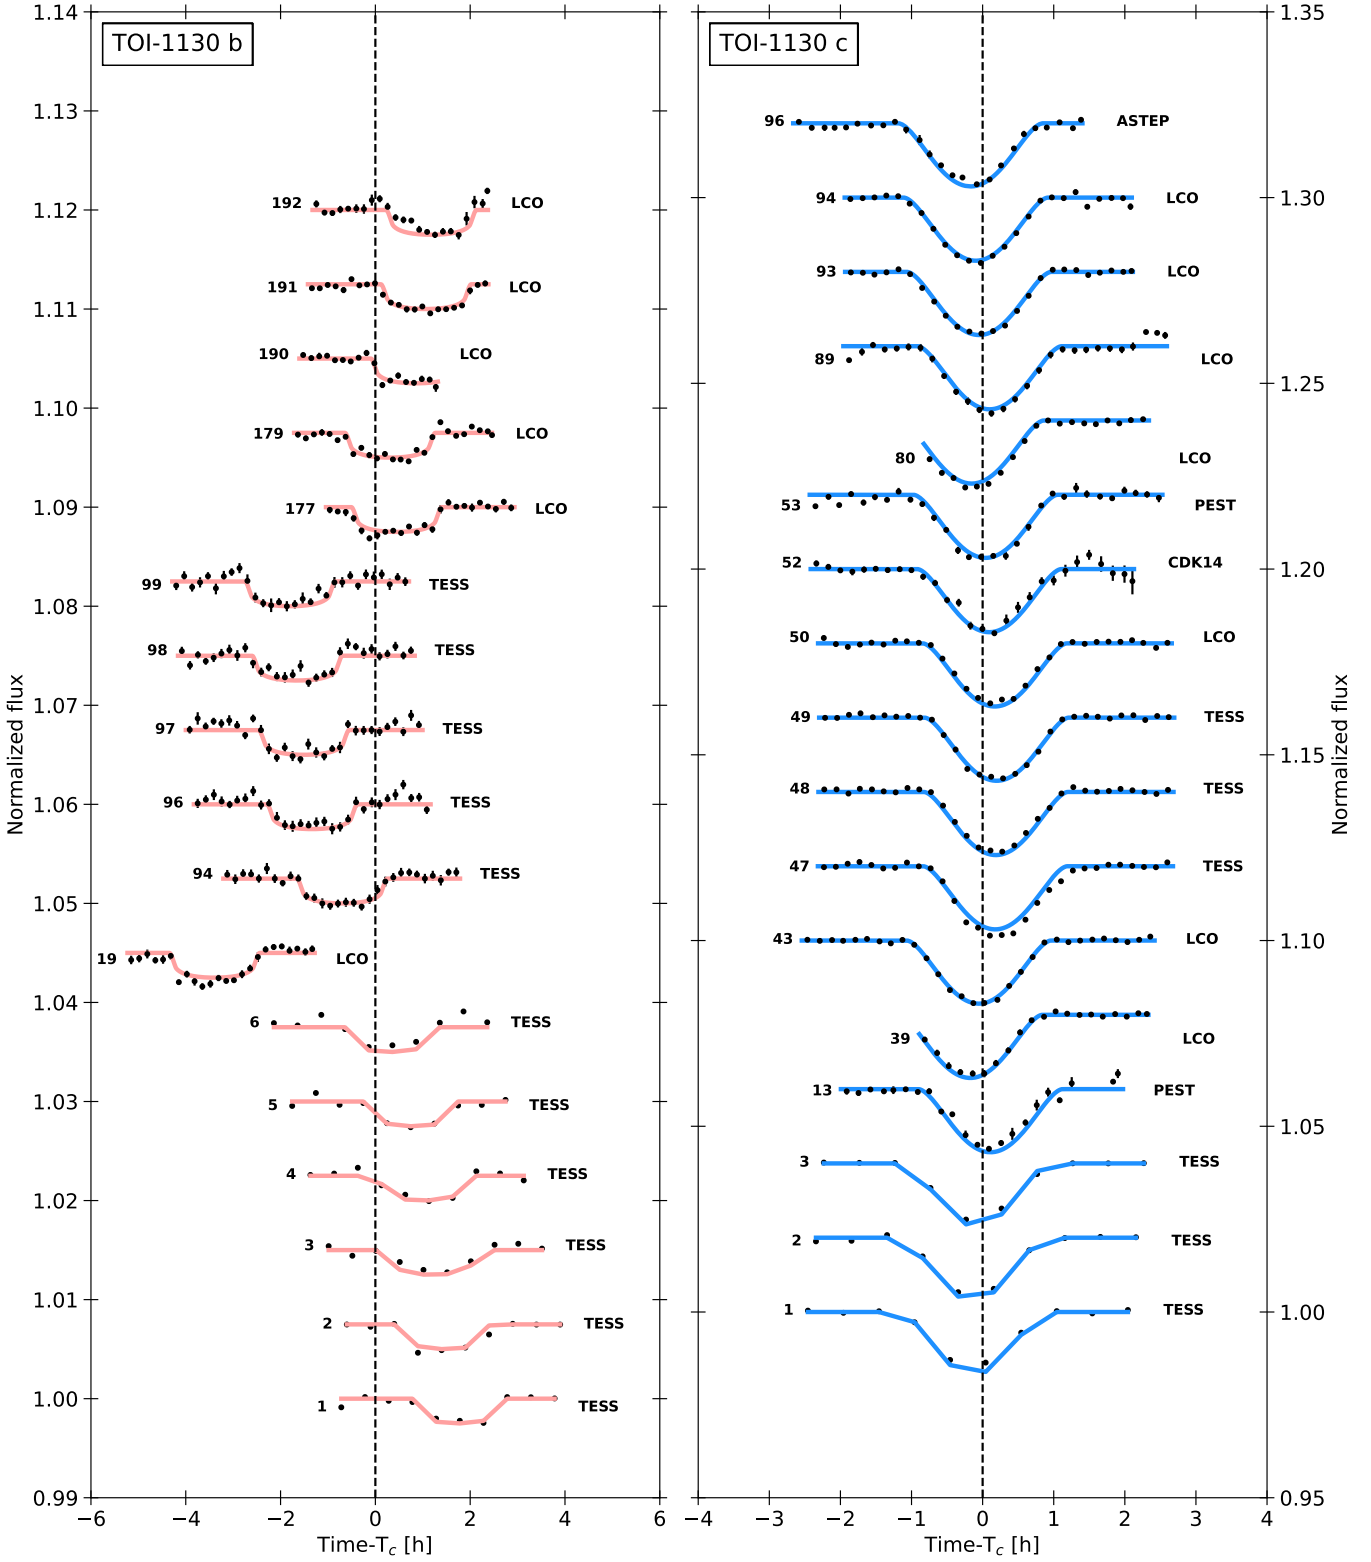 TOI-1130 b
1.14
1.13
1.12
1.11
1.10
1.09
1.08
1.07
1.06
1.05
1.04
1.03
1.02
1.01
1.00
0.99
Normalized flux
192 LCO
191 LCO
190 LCO
179 LCO
177 LCO
99 TESS
98 TESS
97 TESS
96 TESS
94 TESS
19 LCO
6 TESS
5 TESS
4 TESS
3 TESS
2 TESS
1 TESS
−6 −4 −2 0 2 4 6
Time-Tc [h]
TOI-1130 c
96 ASTEP
94 LCO
93 LCO
89 LCO
80 LCO
53 PEST
52 CDK14
50 LCO
49 TESS
48 TESS
47 TESS
43 LCO
39 LCO
13 PEST
3 TESS
2 TESS
1 TESS
1.35
1.30
1.25
1.20
1.15
1.10
1.05
1.00
0.95
Normalized flux
−4 −3 −2 −1 0 1 2 3 4
Time-Tc [h]